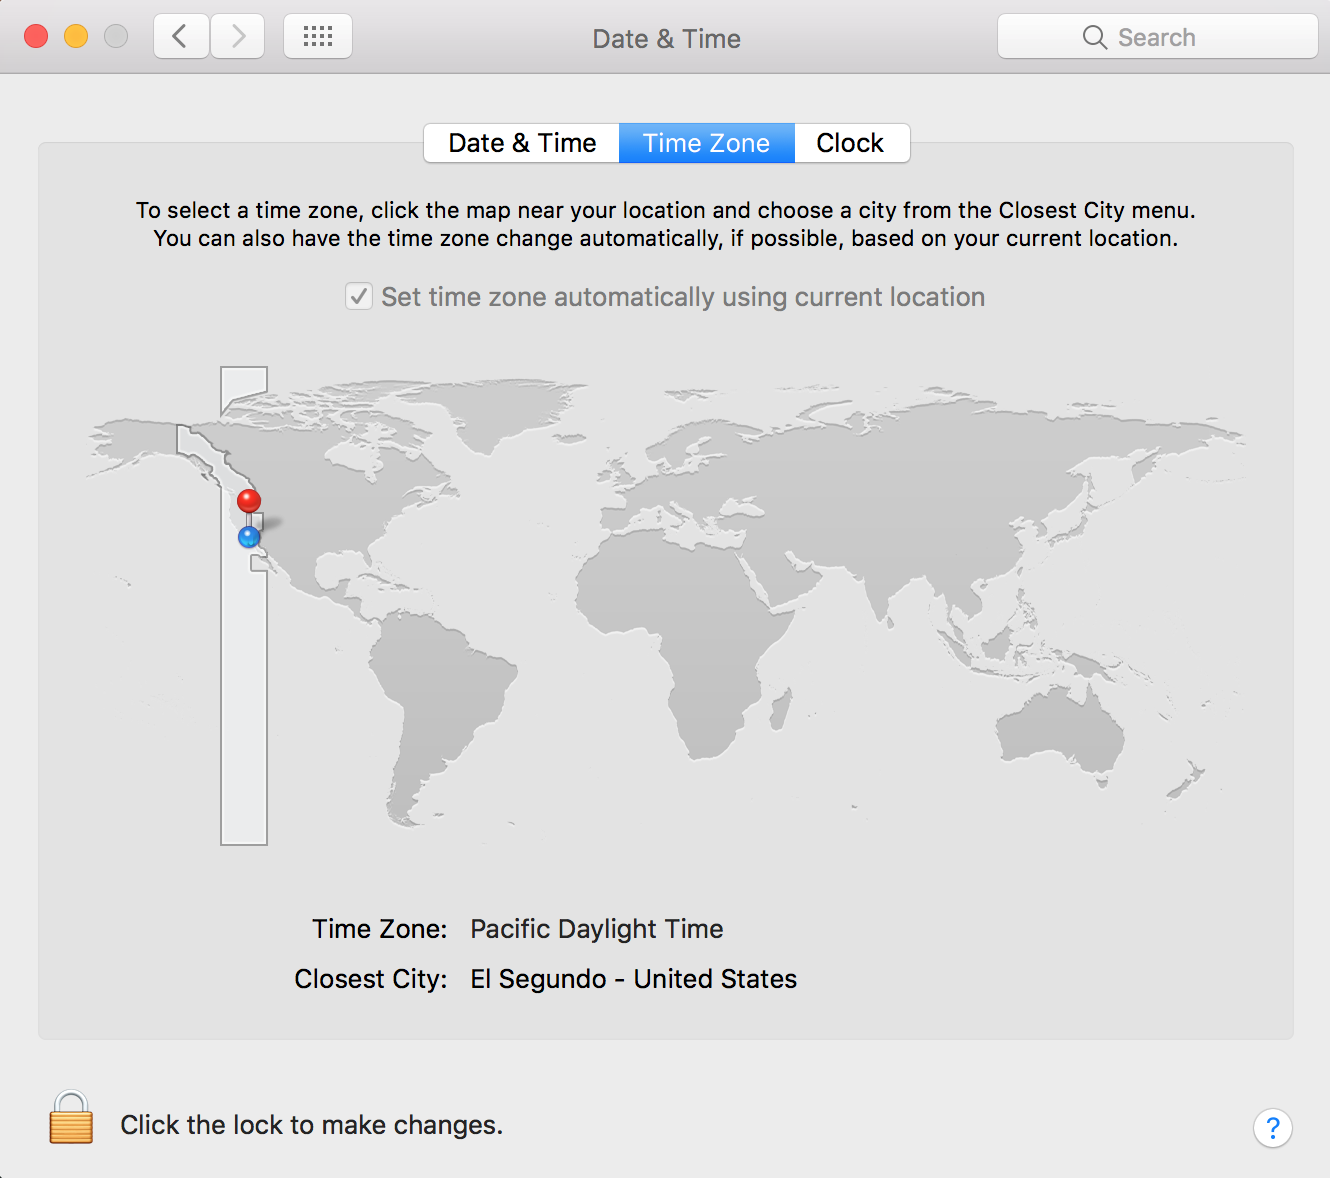 Date & Time
Search
Date & Time
Time Zone
Clock
To select a time zone, click the map near your location and choose a city from the Closest City menu.
You can also have the time zone change automatically, if possible, based on your current location.
Set time zone automatically using current location
Time Zone: Pacific Daylight Time
Closest City: El Segundo - United States
Click the lock to make changes.
?